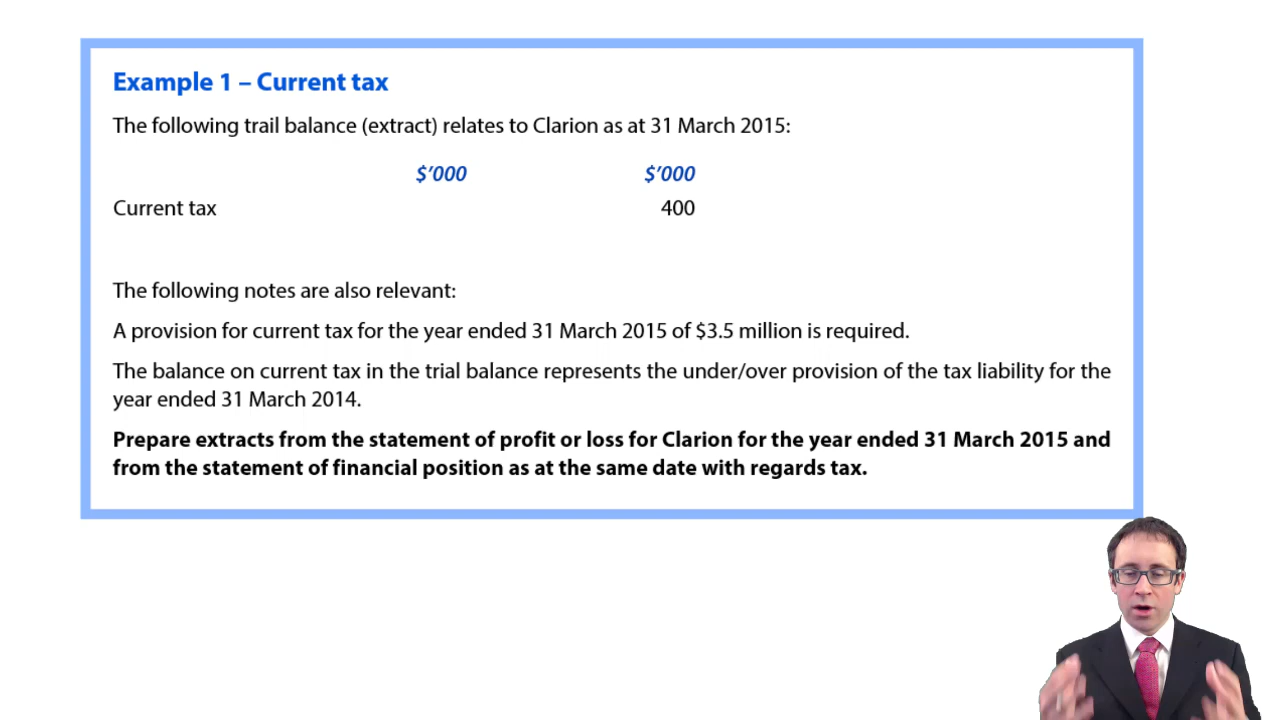 Example 1 – Current tax
The following trail balance (extract) relates to Clarion as at 31 March 2015:
$'000 $'000
Current tax 400
The following notes are also relevant:
A provision for current tax for the year ended 31 March 2015 of $3.5 million is required.
The balance on current tax in the trial balance represents the under/over provision of the tax liability for the
year ended 31 March 2014.
Prepare extracts from the statement of profit or loss for Clarion for the year ended 31 March 2015 and
from the statement of financial position as at the same date with regards tax.